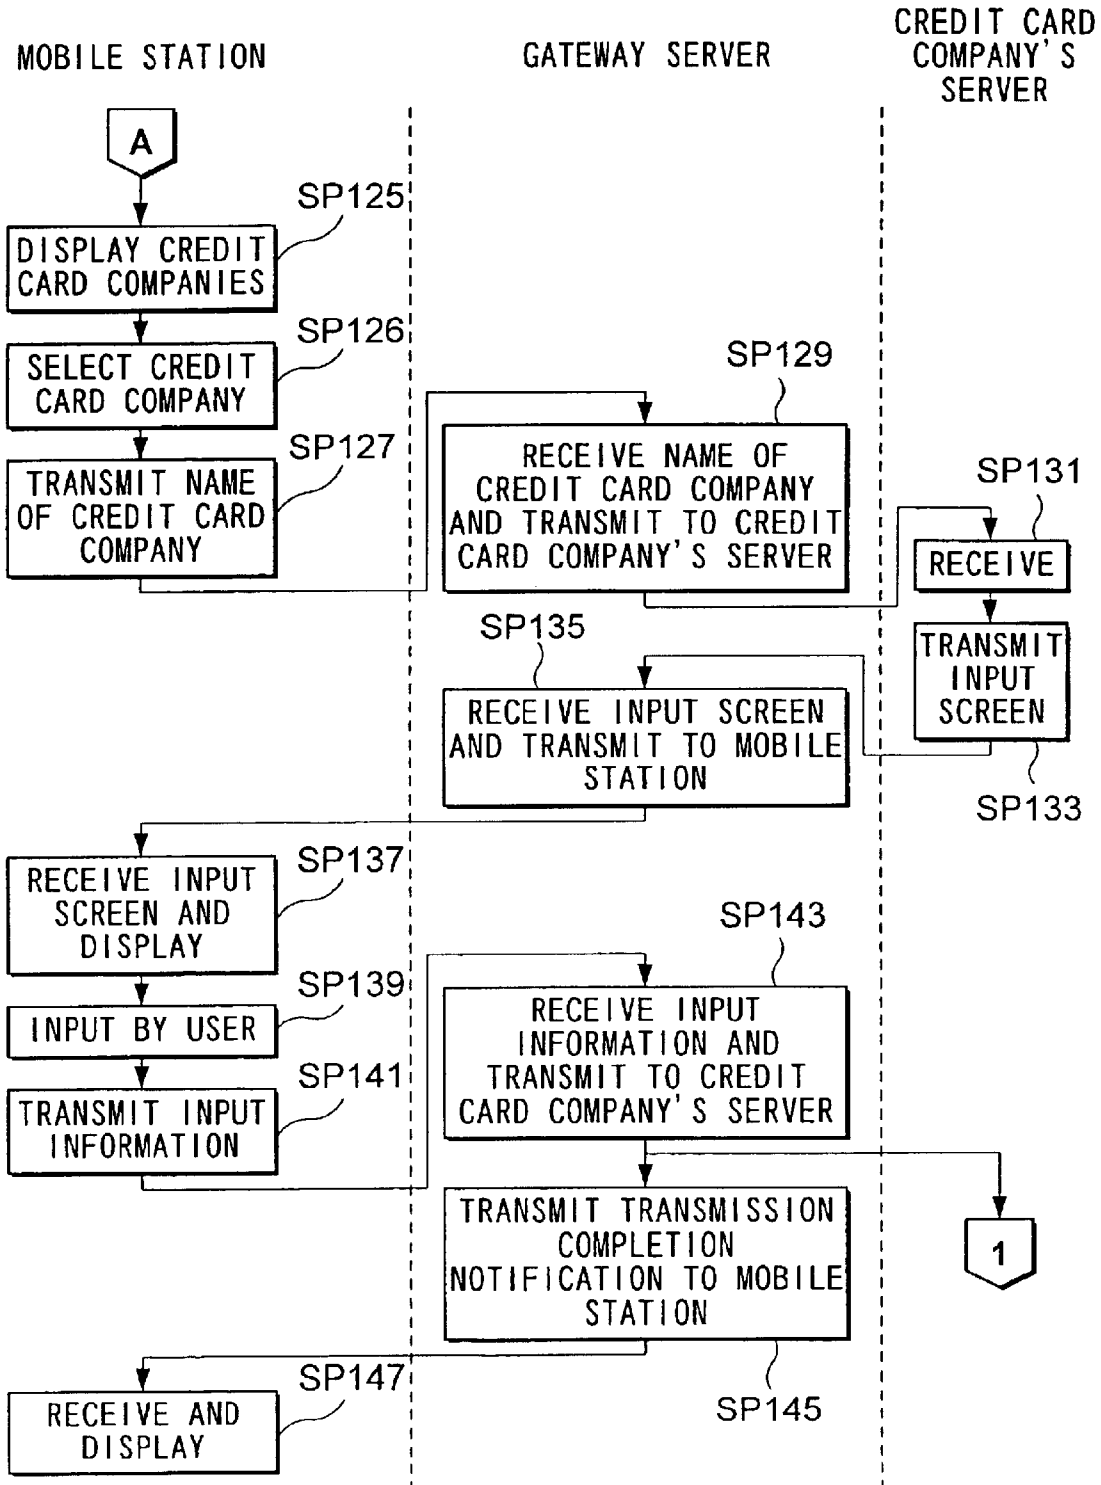 MOBILE STATION
GATEWAY SERVER
CREDIT CARD
COMPANY'S
SERVER
A
SP125
DISPLAY CREDIT
CARD COMPANIES
SP126
SELECT CREDIT
CARD COMPANY
SP127
TRANSMIT NAME
OF CREDIT CARD
COMPANY
SP129
RECEIVE NAME OF
CREDIT CARD COMPANY
AND TRANSMIT TO CREDIT
CARD COMPANY'S SERVER
SP131
RECEIVE
TRANSMIT
INPUT
SCREEN
SP133
SP135
RECEIVE INPUT SCREEN
AND TRANSMIT TO MOBILE
STATION
SP137
RECEIVE INPUT
SCREEN AND
DISPLAY
SP139
INPUT BY USER
SP141
TRANSMIT INPUT
INFORMATION
SP143
RECEIVE INPUT
INFORMATION AND
TRANSMIT TO CREDIT
CARD COMPANY'S SERVER
1
TRANSMIT TRANSMISSION
COMPLETION
NOTIFICATION TO MOBILE
STATION
SP145
SP147
RECEIVE AND
DISPLAY